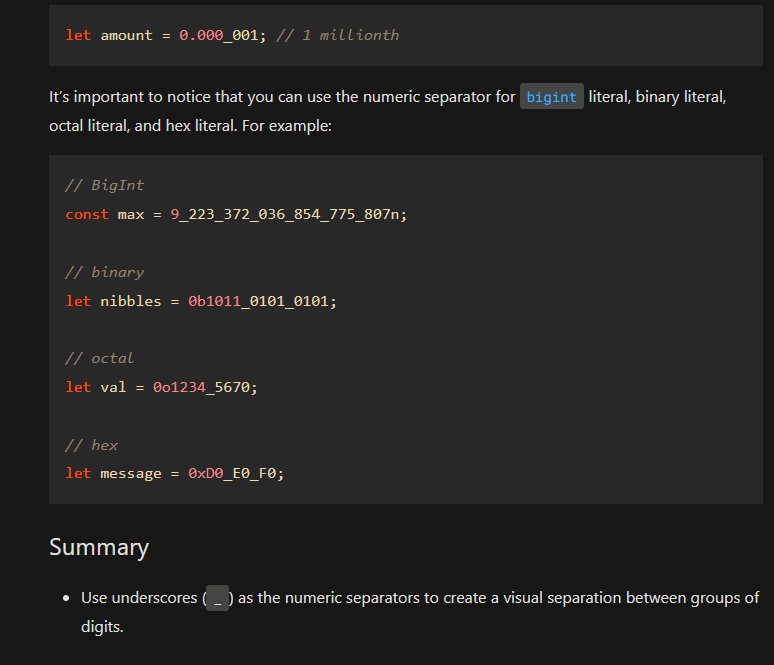 let amount = 0.000_001; // 1 millionth
It's important to notice that you can use the numeric separator for bigint literal, binary literal,
octal literal, and hex literal. For example:
// BigInt
const max = 9_223_372_036_854_775_807n;
// binary
let nibbles = 0b1011_0101_0101;
// octal
let val = 0o1234_5670;
// hex
let message = 0xD0_E0_F0;
Summary
• Use underscores ( _ ) as the numeric separators to create a visual separation between groups of
digits.